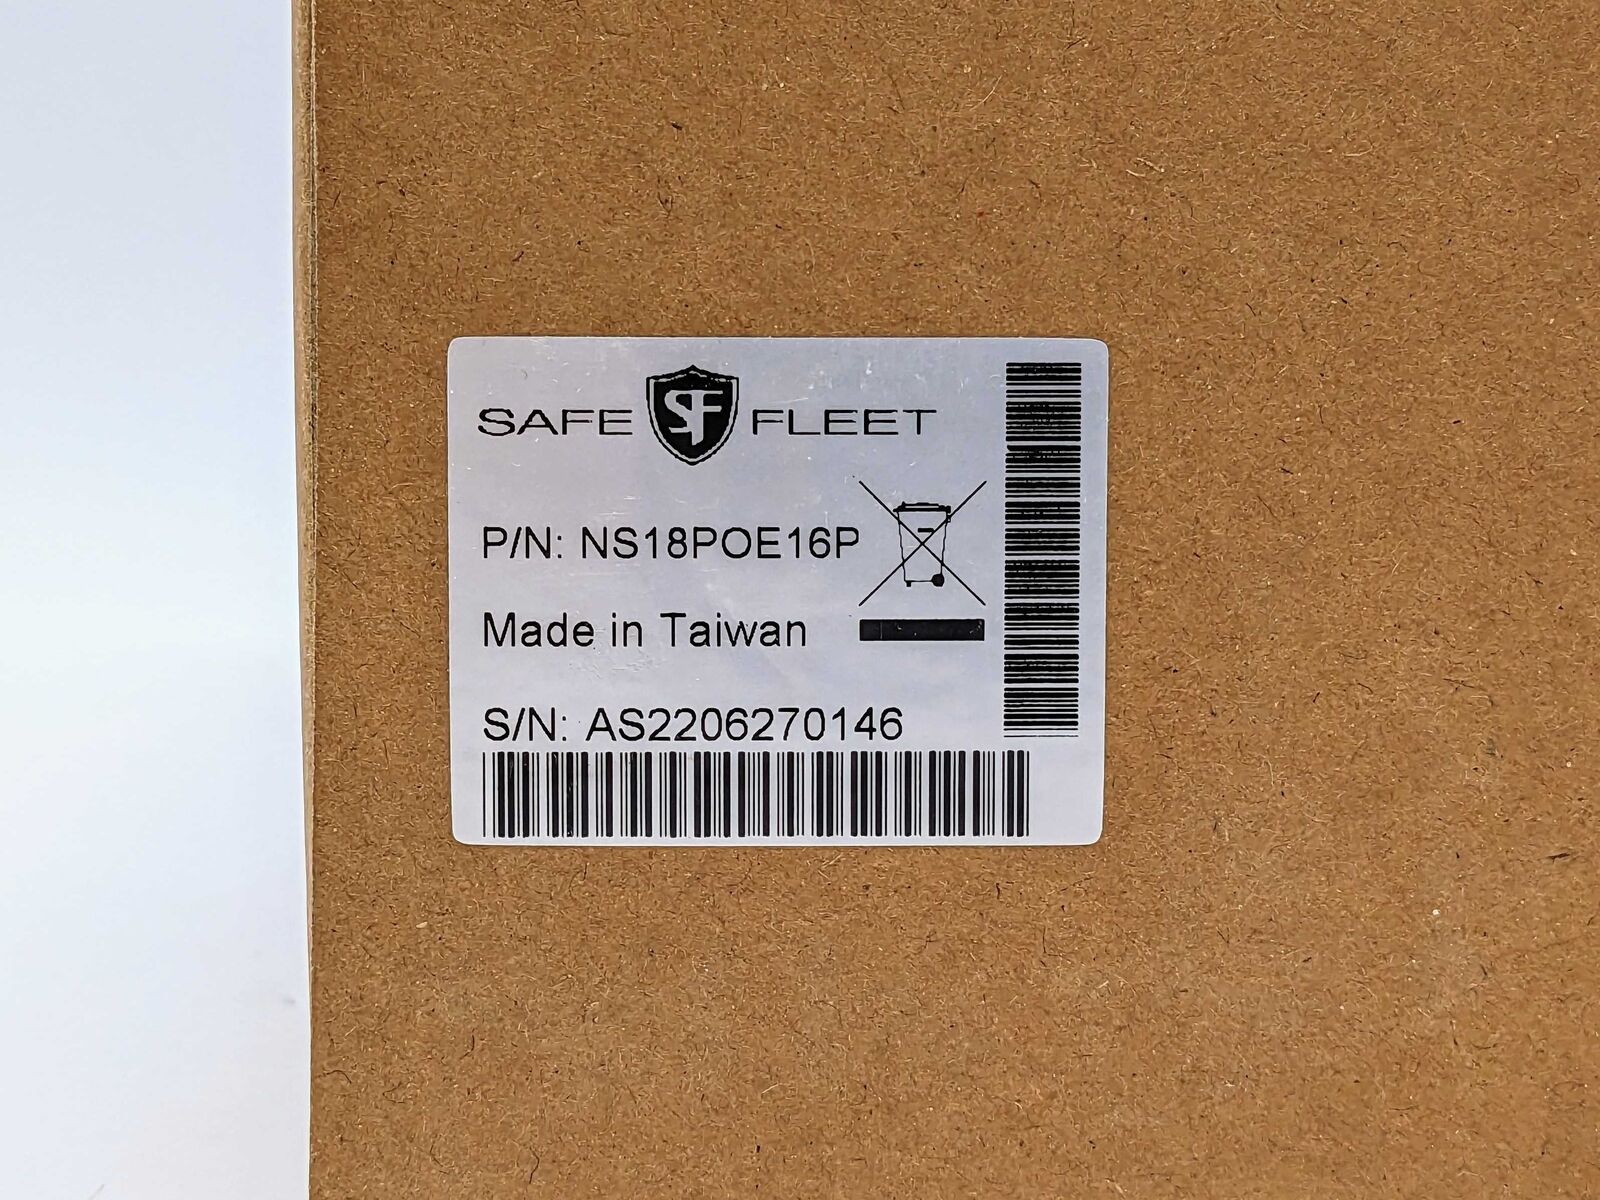 SAFE SF FLEET
P/N: NS18POE16P
Made in Taiwan
S/N: AS2206270146